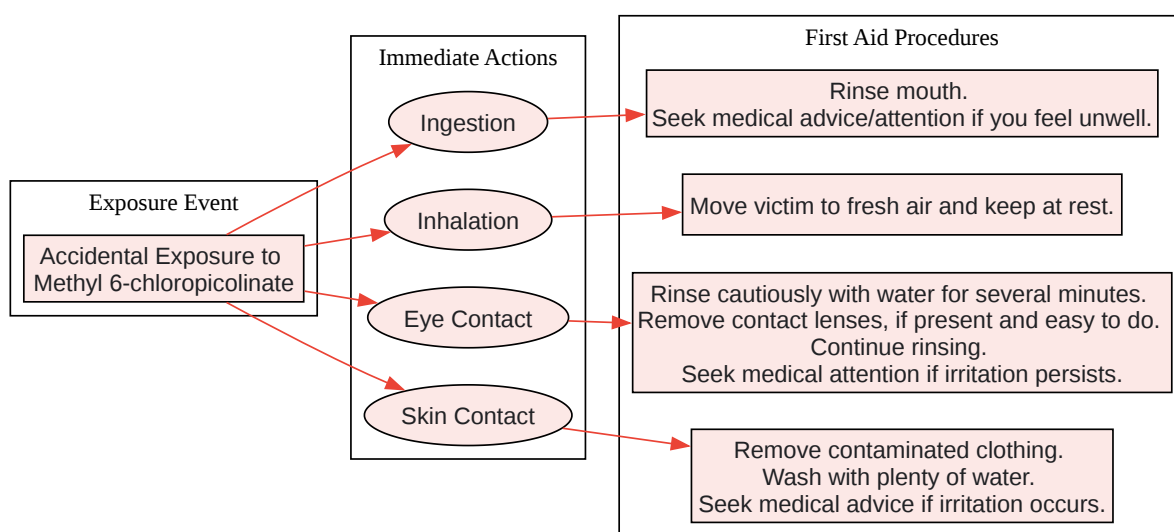 Exposure Event
Accidental Exposure to
Methyl 6-chloropicolinate
Immediate Actions
Ingestion
Inhalation
Eye Contact
Skin Contact
First Aid Procedures
Rinse mouth.
Seek medical advice/attention if you feel unwell.
Move victim to fresh air and keep at rest.
Rinse cautiously with water for several minutes.
Remove contact lenses, if present and easy to do.
Continue rinsing.
Seek medical attention if irritation persists.
Remove contaminated clothing.
Wash with plenty of water.
Seek medical advice if irritation occurs.